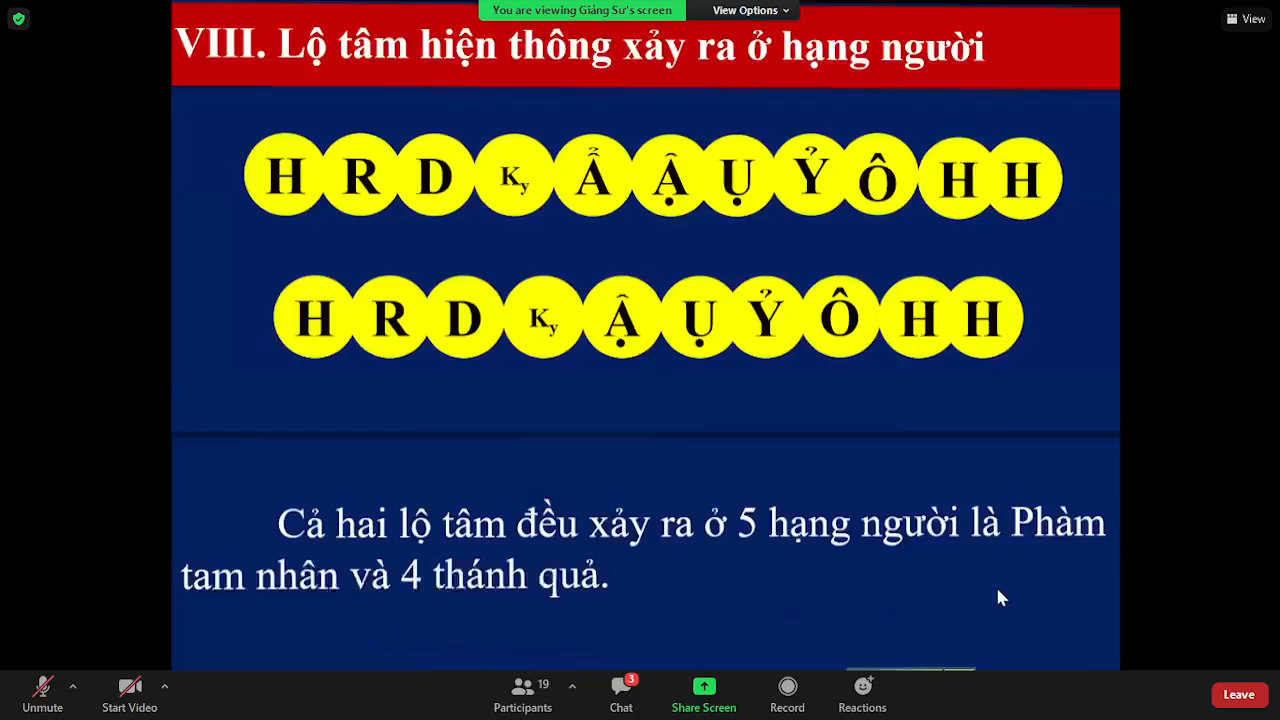 You are viewing Giảng Sư's screen View Options View
VIII. Lộ tâm hiện thông xảy ra ở hạng người
H R D Ky Ẩ Ậ Ụ Ỷ Ô H H
H R D Ky Ậ Ụ Ỷ Ô H H
Cả hai lộ tâm đều xảy ra ở 5 hạng người là Phàm
tam nhân và 4 thánh quả.
19 3
Unmute Start Video Participants Chat Share Screen Record Reactions Leave